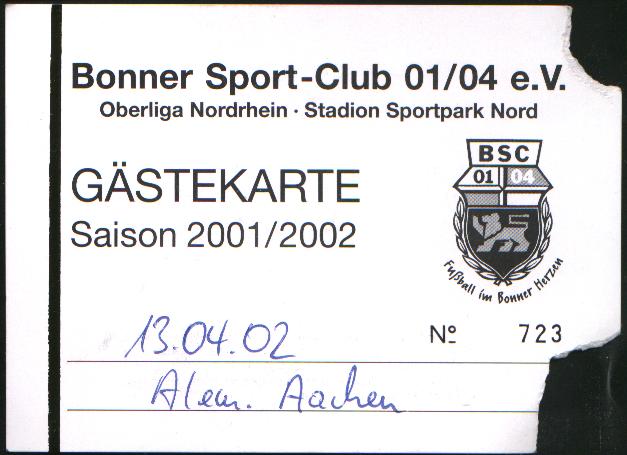 Bonner Sport-Club 01/04 e.V.
Oberliga Nordrhein · Stadion Sportpark Nord
GÄSTEKARTE
Saison 2001/2002
BSC
01 04
Fußball im Bonner Herzen
13.04.02
Nº 723
Alem. Aachen